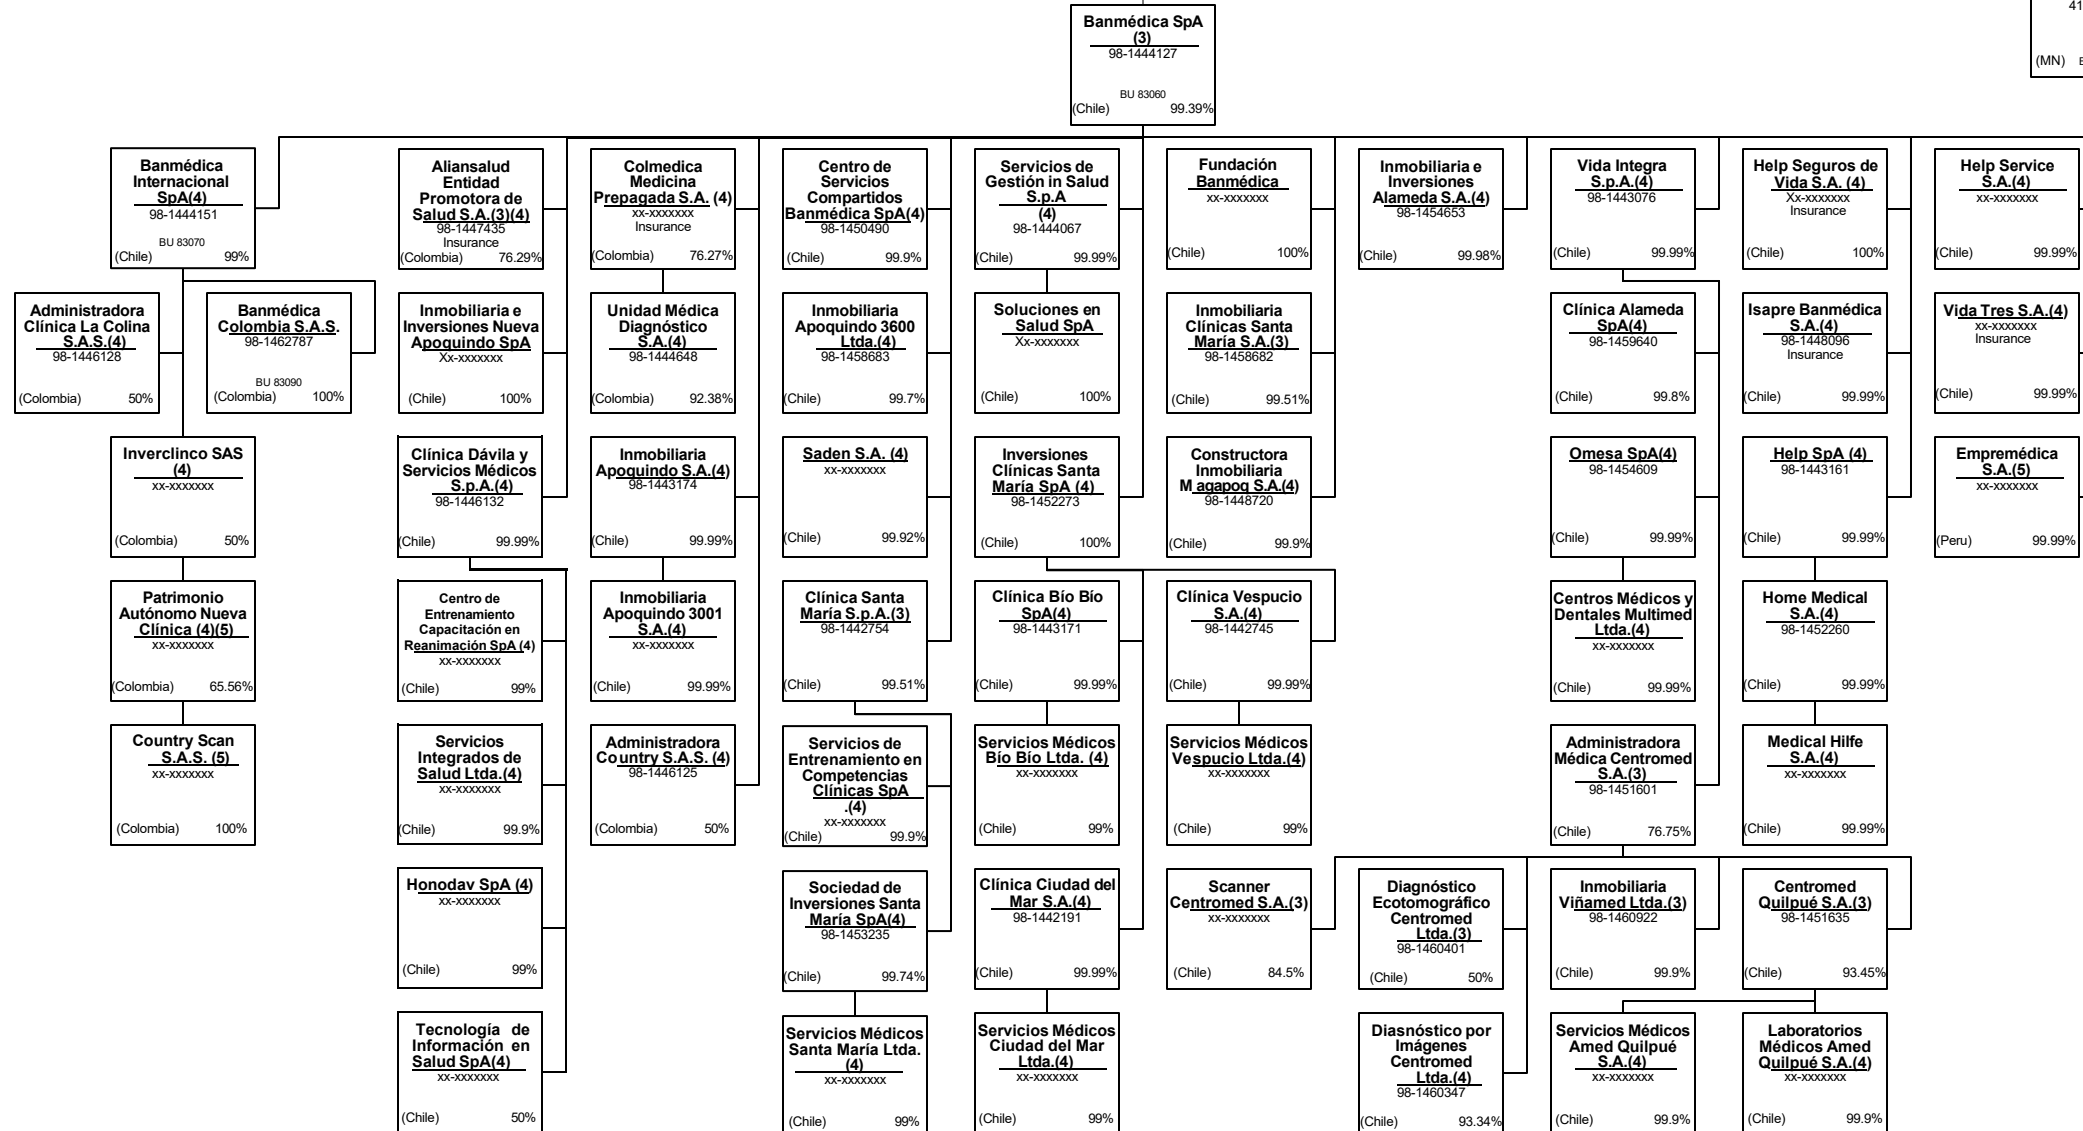 Banmédica SpA
(3)
98-1444127
BU 83060
(Chile) 99.39%
41
(MN)
Banmédica
Internacional
SpA(4)
98-1444151
BU 83070
(Chile) 99%
Aliansalud
Entidad
Promotora de
Salud S.A.(3)(4)
98-1447435
Insurance
(Colombia) 76.29%
Colmedica
Medicina
Prepagada S.A. (4)
xx-xxxxxxx
Insurance
(Colombia) 76.27%
Centro de
Servicios
Compartidos
Banmédica SpA(4)
98-1450490
(Chile) 99.9%
Servicios de
Gestión in Salud
S.p.A
(4)
98-1444067
(Chile) 99.99%
Fundación
Banmédica
xx-xxxxxxx
(Chile) 100%
Inmobiliaria e
Inversiones
Alameda S.A.(4)
98-1454653
(Chile) 99.98%
Vida Integra
S.p.A.(4)
98-1443076
(Chile) 99.99%
Help Seguros de
Vida S.A. (4)
Xx-xxxxxxx
Insurance
(Chile) 100%
Help Service
S.A.(4)
xx-xxxxxxx
(Chile) 99.99%
Administradora
Clínica La Colina
S.A.S.(4)
98-1446128
(Colombia) 50%
Banmédica
Colombia S.A.S.
98-1462787
BU 83090
(Colombia) 100%
Inmobiliaria e
Inversiones Nueva
Apoquindo SpA
Xx-xxxxxxx
(Chile) 100%
Unidad Médica
Diagnóstico
S.A.(4)
98-1444648
(Colombia) 92.38%
Inmobiliaria
Apoquindo 3600
Ltda.(4)
98-1458683
(Chile) 99.7%
Soluciones en
Salud SpA
Xx-xxxxxxx
(Chile) 100%
Inmobiliaria
Clínicas Santa
María S.A.(3)
98-1458682
(Chile) 99.51%
Clínica Alameda
SpA(4)
98-1459640
(Chile) 99.8%
Isapre Banmédica
S.A.(4)
98-1448096
Insurance
(Chile) 99.99%
Vida Tres S.A.(4)
xx-xxxxxxx
Insurance
(Chile) 99.99%
Inverclinco SAS
(4)
xx-xxxxxxx
(Colombia) 50%
Clínica Dávila y
Servicios Médicos
S.p.A.(4)
98-1446132
(Chile) 99.99%
Inmobiliaria
Apoquindo S.A.(4)
98-1443174
(Chile) 99.99%
Saden S.A. (4)
xx-xxxxxxx
(Chile) 99.92%
Inversiones
Clínicas Santa
María SpA (4)
98-1452273
(Chile) 100%
Constructora
Inmobiliaria
Magapoq S.A.(4)
98-1448720
(Chile) 99.9%
Omesa SpA(4)
98-1454609
(Chile) 99.99%
Help SpA (4)
98-1443161
(Chile) 99.99%
Empremédica
S.A.(5)
xx-xxxxxxx
(Peru) 99.99%
Patrimonio
Autónomo Nueva
Clínica (4)(5)
xx-xxxxxxx
(Colombia) 65.56%
Centro de
Entrenamiento
Capacitación en
Reanimación SpA (4)
xx-xxxxxxx
(Chile) 99%
Inmobiliaria
Apoquindo 3001
S.A.(4)
xx-xxxxxxx
(Chile) 99.99%
Clínica Santa
María S.p.A.(3)
98-1442754
(Chile) 99.51%
Clínica Bío Bío
SpA(4)
98-1443171
(Chile) 99.99%
Clínica Vespucio
S.A.(4)
98-1442745
(Chile) 99.99%
Centros Médicos y
Dentales Multimed
Ltda.(4)
xx-xxxxxxx
(Chile) 99.99%
Home Medical
S.A.(4)
98-1452260
(Chile) 99.99%
Country Scan
S.A.S. (5)
xx-xxxxxxx
(Colombia) 100%
Servicios
Integrados de
Salud Ltda.(4)
xx-xxxxxxx
(Chile) 99.9%
Administradora
Country S.A.S. (4)
98-1446125
(Colombia) 50%
Servicios de
Entrenamiento en
Competencias
Clínicas SpA
.(4)
xx-xxxxxxx
(Chile) 99.9%
Servicios Médicos
Bío Bío Ltda. (4)
xx-xxxxxxx
(Chile) 99%
Servicios Médicos
Vespucio Ltda.(4)
xx-xxxxxxx
(Chile) 99%
Administradora
Médica Centromed
S.A.(3)
98-1451601
(Chile) 76.75%
Medical Hilfe
S.A.(4)
xx-xxxxxxx
(Chile) 99.99%
Honodav SpA (4)
xx-xxxxxxx
(Chile) 99%
Sociedad de
Inversiones Santa
María SpA(4)
98-1453235
(Chile) 99.74%
Clínica Ciudad del
Mar S.A.(4)
98-1442191
(Chile) 99.99%
Scanner
Centromed S.A.(3)
xx-xxxxxxx
(Chile) 84.5%
Diagnóstico
Ecotomográfico
Centromed
Ltda.(3)
98-1460401
(Chile) 50%
Inmobiliaria
Viñamed Ltda.(3)
98-1460922
(Chile) 99.9%
Centromed
Quilpué S.A.(3)
98-1451635
(Chile) 93.45%
Tecnología de
Información en
Salud SpA(4)
xx-xxxxxxx
(Chile) 50%
Servicios Médicos
Santa María Ltda.
(4)
xx-xxxxxxx
(Chile) 99%
Servicios Médicos
Ciudad del Mar
Ltda.(4)
xx-xxxxxxx
(Chile) 99%
Diasnóstico por
Imágenes
Centromed
Ltda.(4)
98-1460347
(Chile) 93.34%
Servicios Médicos
Amed Quilpué
S.A.(4)
xx-xxxxxxx
(Chile) 99.9%
Laboratorios
Médicos Amed
Quilpué S.A.(4)
xx-xxxxxxx
(Chile) 99.9%